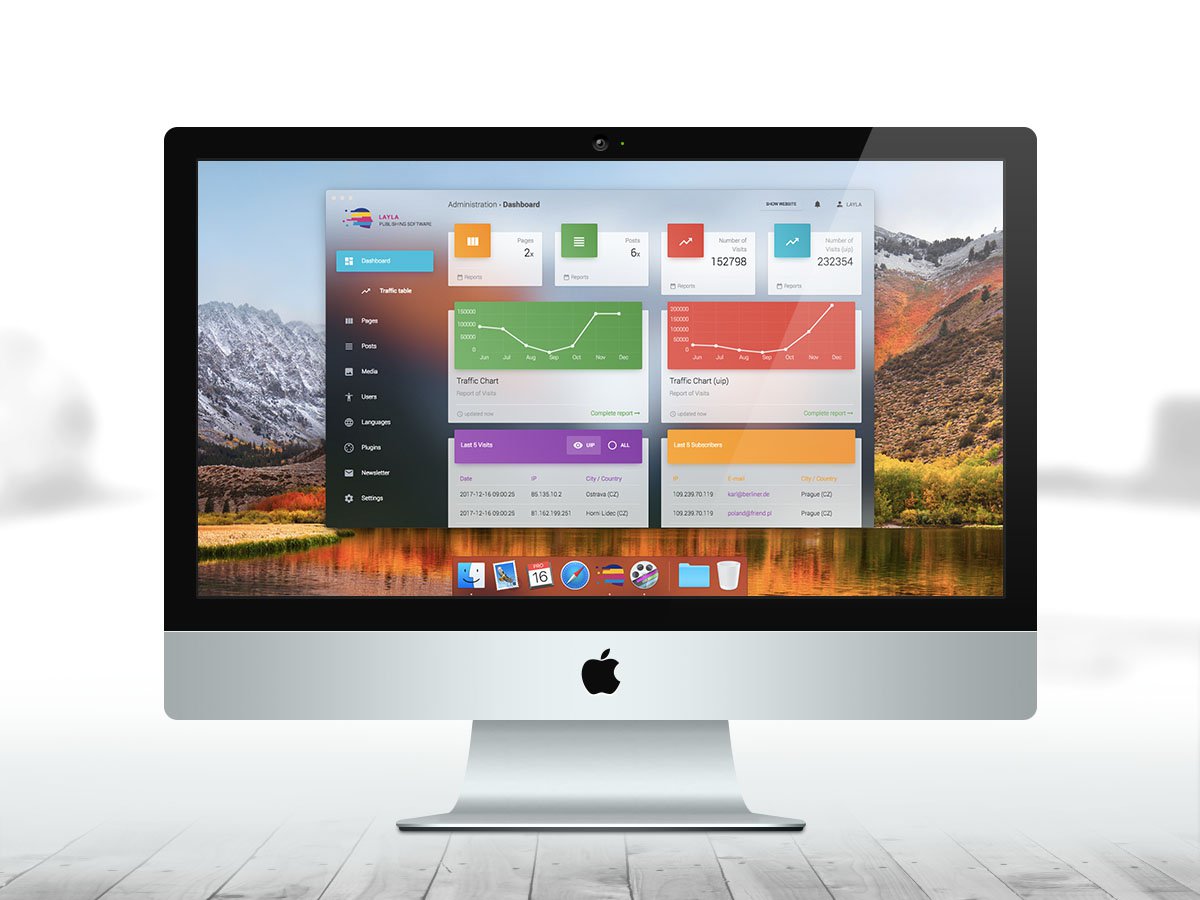 Administration - Dashboard
SHOW WEBSITE
LAYLA
LAYLA
PUBLISHING SOFTWARE
Dashboard
Traffic table
Pages
Posts
Media
Users
Languages
Plugins
Newsletter
Settings
Pages
2x
Reports
Posts
6x
Reports
Number of
Visits
152798
Reports
Number of
Visits (uip)
232354
Reports
150000
100000
50000
0
Jun Jul Aug Sep Oct Nov Dec
Traffic Chart
Report of Visits
updated now
Complete report
200000
150000
100000
50000
0
Jun Jul Aug Sep Oct Nov Dec
Traffic Chart (uip)
Report of Visits
updated now
Complete report
Last 5 Visits
UIP
ALL
Date IP City / Country
2017-12-16 09:00:25 85.135.10.2 Ostrava (CZ)
2017-12-16 09:00:25 81.162.199.251 Horni Lidec (CZ)
Last 5 Subscribers
IP E-mail City / Country
109.239.70.119 karl@berliner.de Prague (CZ)
109.239.70.119 poland@friend.pl Prague (CZ)
PRO
16